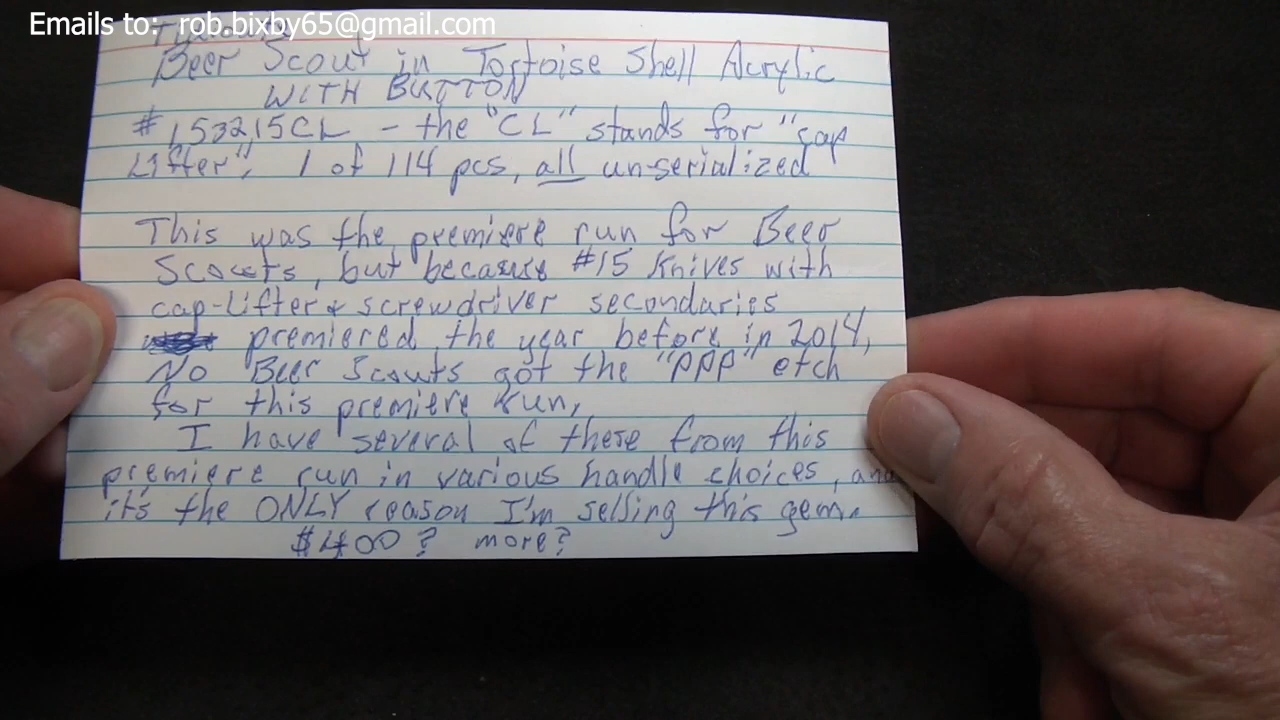 Emails to:  rob.bixby65@gmail.com
Beer Scout in Tortoise Shell Acrylic
WITH BUTTON
#153215CL - the "CL" stands for "cap
Lifter". 1 of 114 pcs, all un-serialized
This was the premiere run for Beer
Scouts, but because #15 Knives with
cap-lifter & screwdriver secondaries
premiered the year before in 2014,
No Beer Scouts got the "PPP" etch
for this premiere run,
I have several of these from this
premiere run in various handle choices, and
it's the ONLY reason I'm selling this gem.
$400? more?